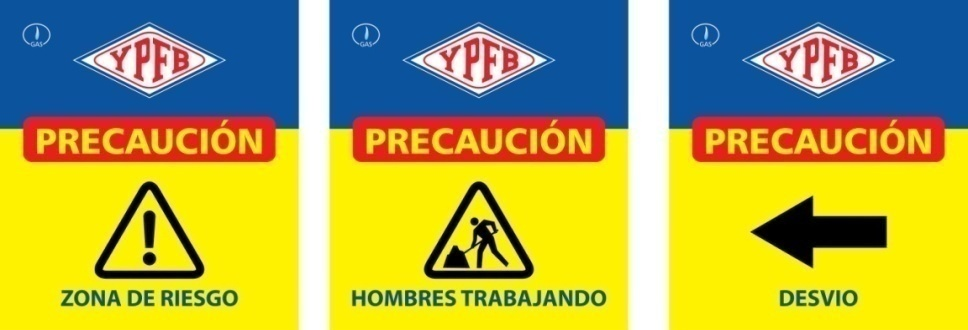 GAS
YPFB
PRECAUCIÓN
ZONA DE RIESGO
GAS
YPFB
PRECAUCIÓN
HOMBRES TRABAJANDO
GAS
YPFB
PRECAUCIÓN
DESVIO